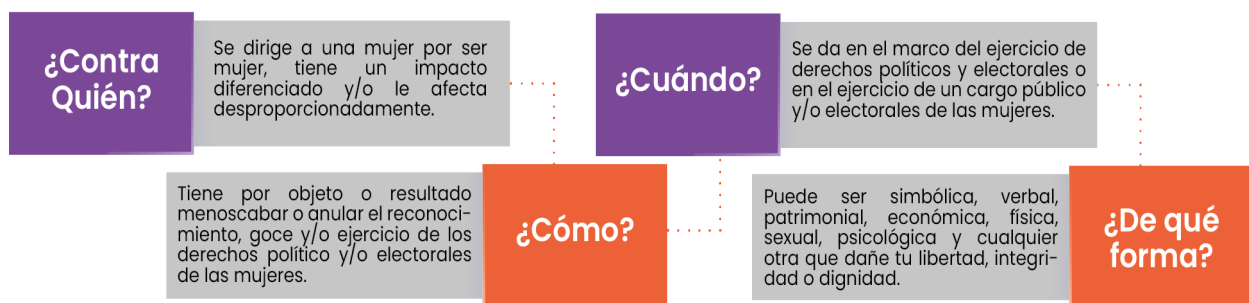 ¿Contra
Quién?
Se dirige a una mujer por ser
mujer, tiene un impacto
diferenciado y/o le afecta
desproporcionadamente.
¿Cómo?
Tiene por objeto o resultado
menoscabar o anular el reconoci-
miento, goce y/o ejercicio de los
derechos político y/o electorales
de las mujeres.
¿Cuándo?
Se da en el marco del ejercicio de
derechos políticos y electorales o
en el ejercicio de un cargo público
y/o electorales de las mujeres.
¿De qué
forma?
Puede ser simbólica, verbal,
patrimonial, económica, física,
sexual, psicológica y cualquier
otra que dañe tu libertad, integri-
dad o dignidad.